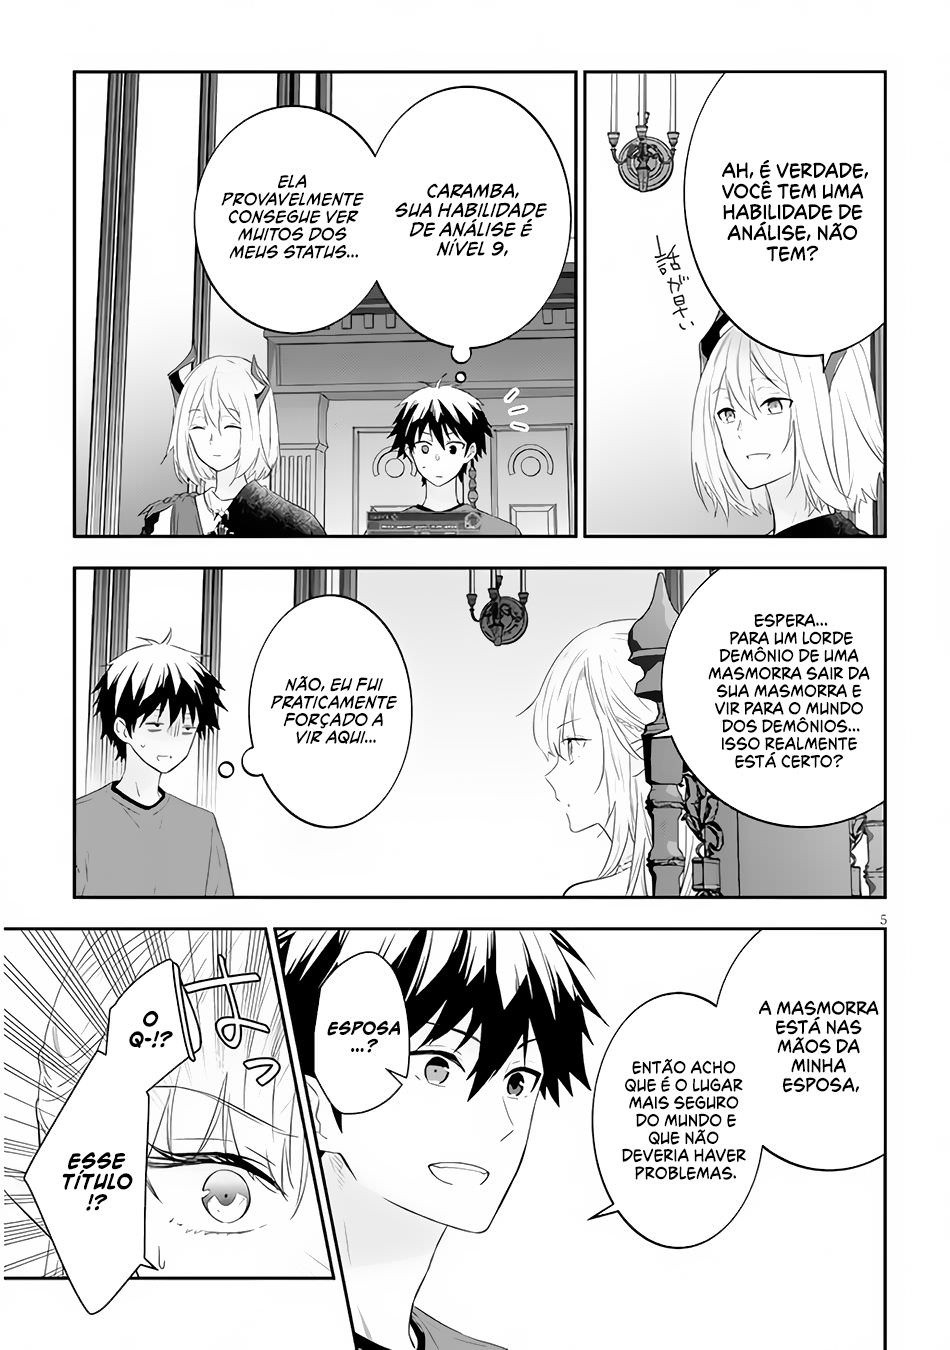 AH, É VERDADE,
VOCÊ TEM UMA
HABILIDADE DE
ANÁLISE, NÃO
TEM?
話が早い
CARAMBA,
SUA HABILIDADE
DE ANÁLISE É
NÍVEL 9,
ELA
PROVAVELMENTE
CONSEGUE VER
MUITOS DOS
MEUS STATUS...
ESPERA...
PARA UM LORDE
DEMÔNIO DE UMA
MASMORRA SAIR DA
SUA MASMORRA E
VIR PARA O MUNDO
DOS DEMÔNIOS...
ISSO REALMENTE
ESTÁ CERTO?
NÃO, EU FUI
PRATICAMENTE
FORÇADO A
VIR AQUI...
5
A MASMORRA
ESTÁ NAS
MÃOS DA
MINHA
ESPOSA,
ENTÃO ACHO
QUE É O LUGAR
MAIS SEGURO
DO MUNDO E
QUE NÃO
DEVERIA HAVER
PROBLEMAS.
ESPOSA
...?
O
Q-!?
ESSE
TÍTULO
!?